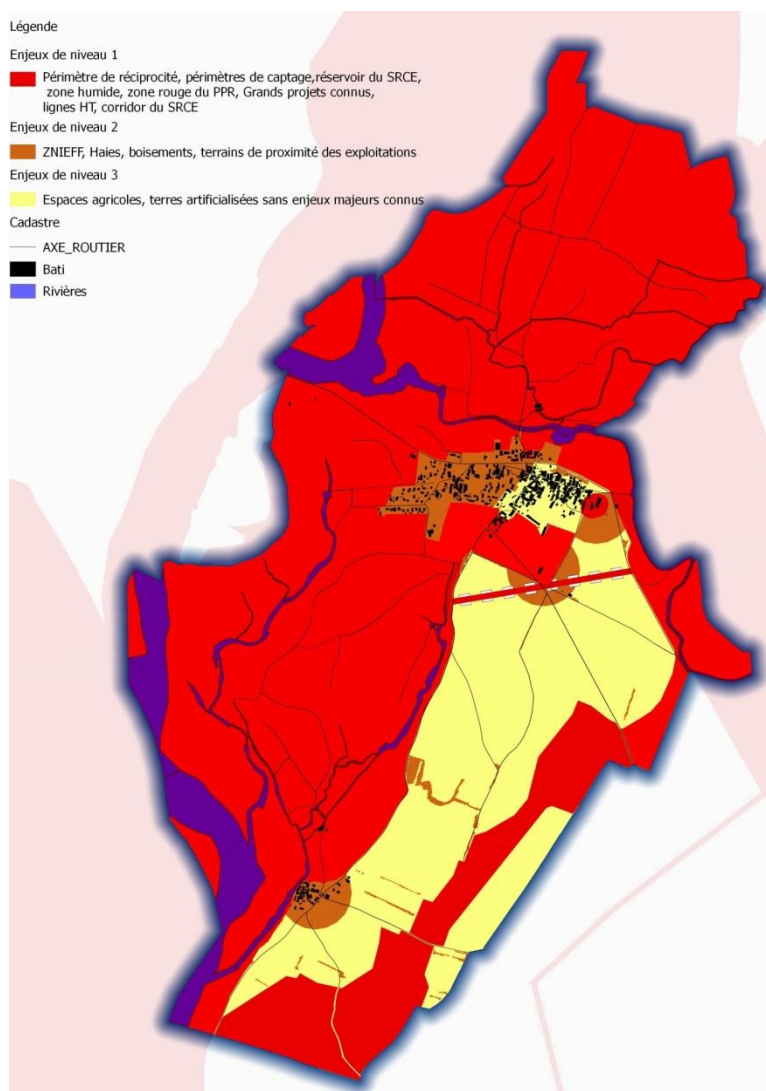 Légende
Enjeux de niveau 1
Périmètre de réciprocité, périmètres de captage,réservoir du SRCE,
zone humide, zone rouge du PPR, Grands projets connus,
lignes HT, corridor du SRCE
Enjeux de niveau 2
ZNIEFF, Haies, boisements, terrains de proximité des exploitations
Enjeux de niveau 3
Espaces agricoles, terres artificialisées sans enjeux majeurs connus
Cadastre
AXE_ROUTIER
Bati
Rivières